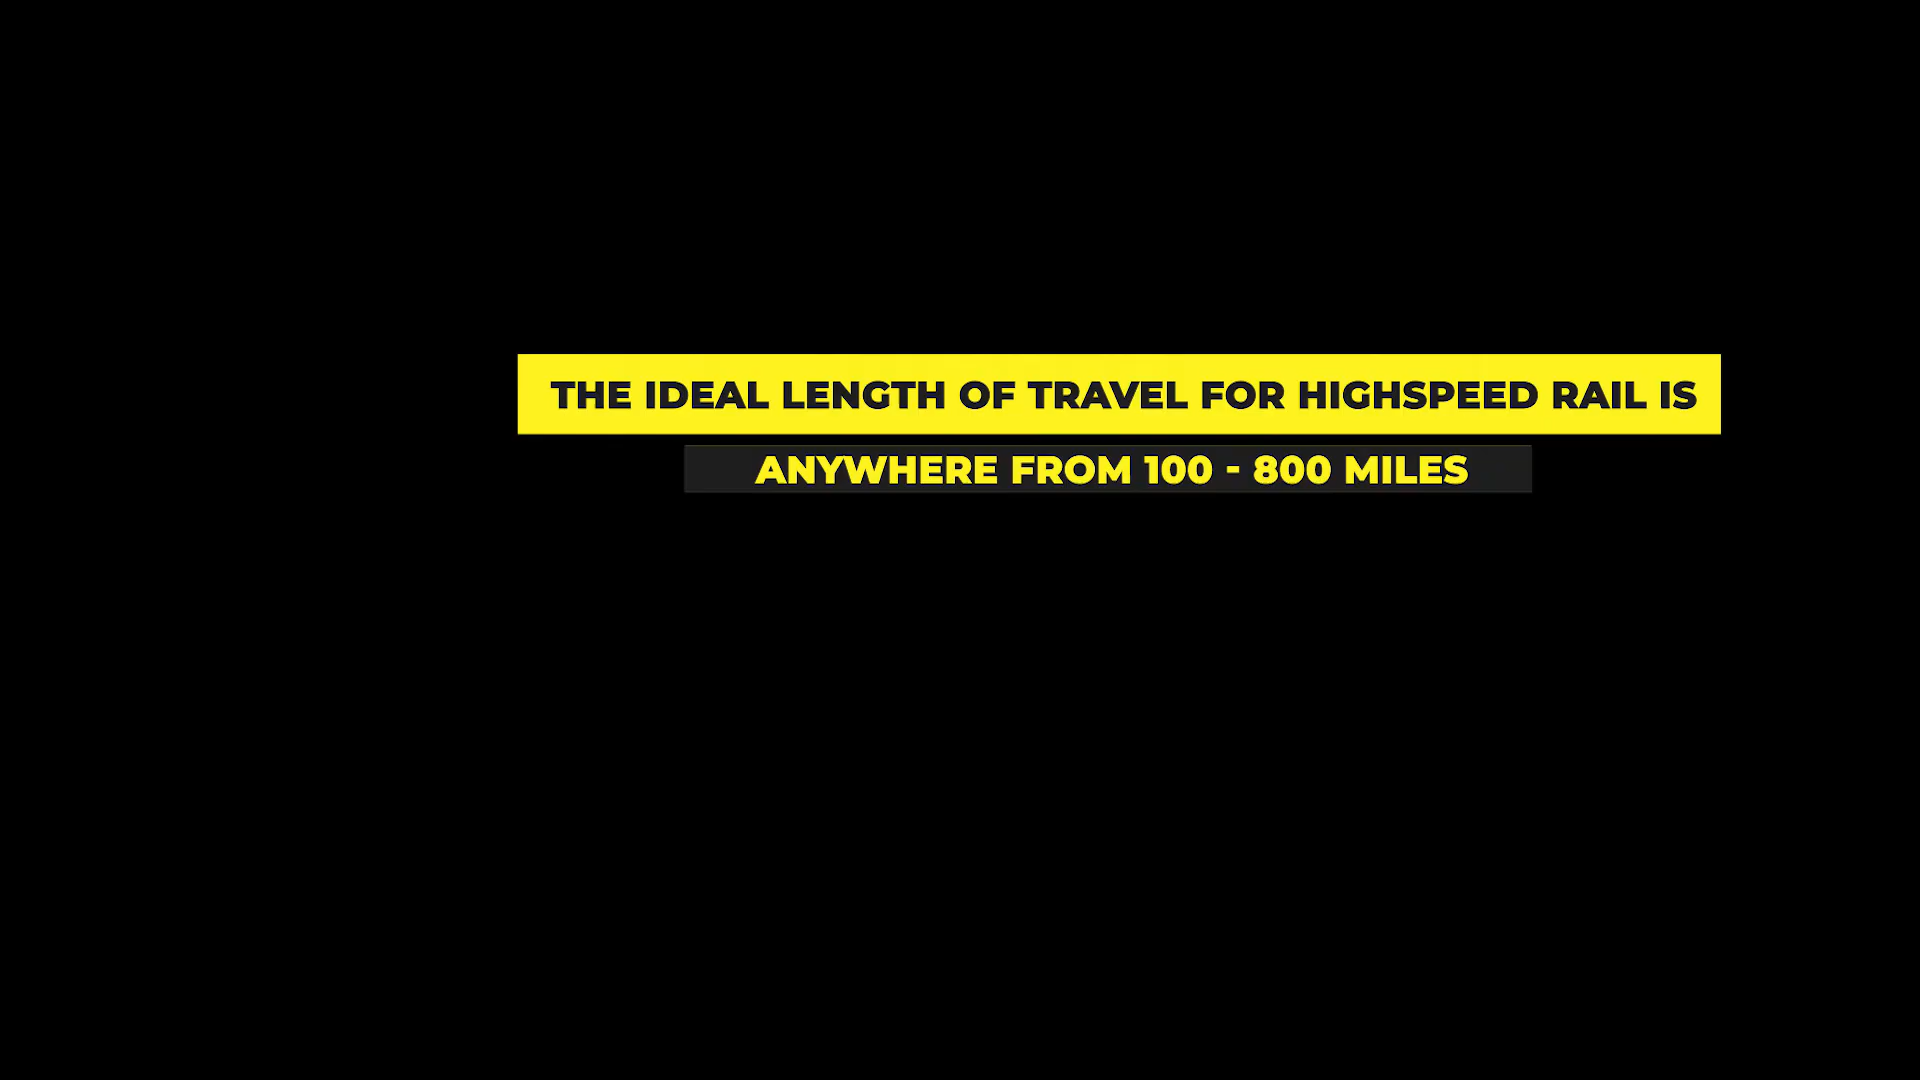 THE IDEAL LENGTH OF TRAVEL FOR HIGHSPEED RAIL IS
ANYWHERE FROM 100 - 800 MILES